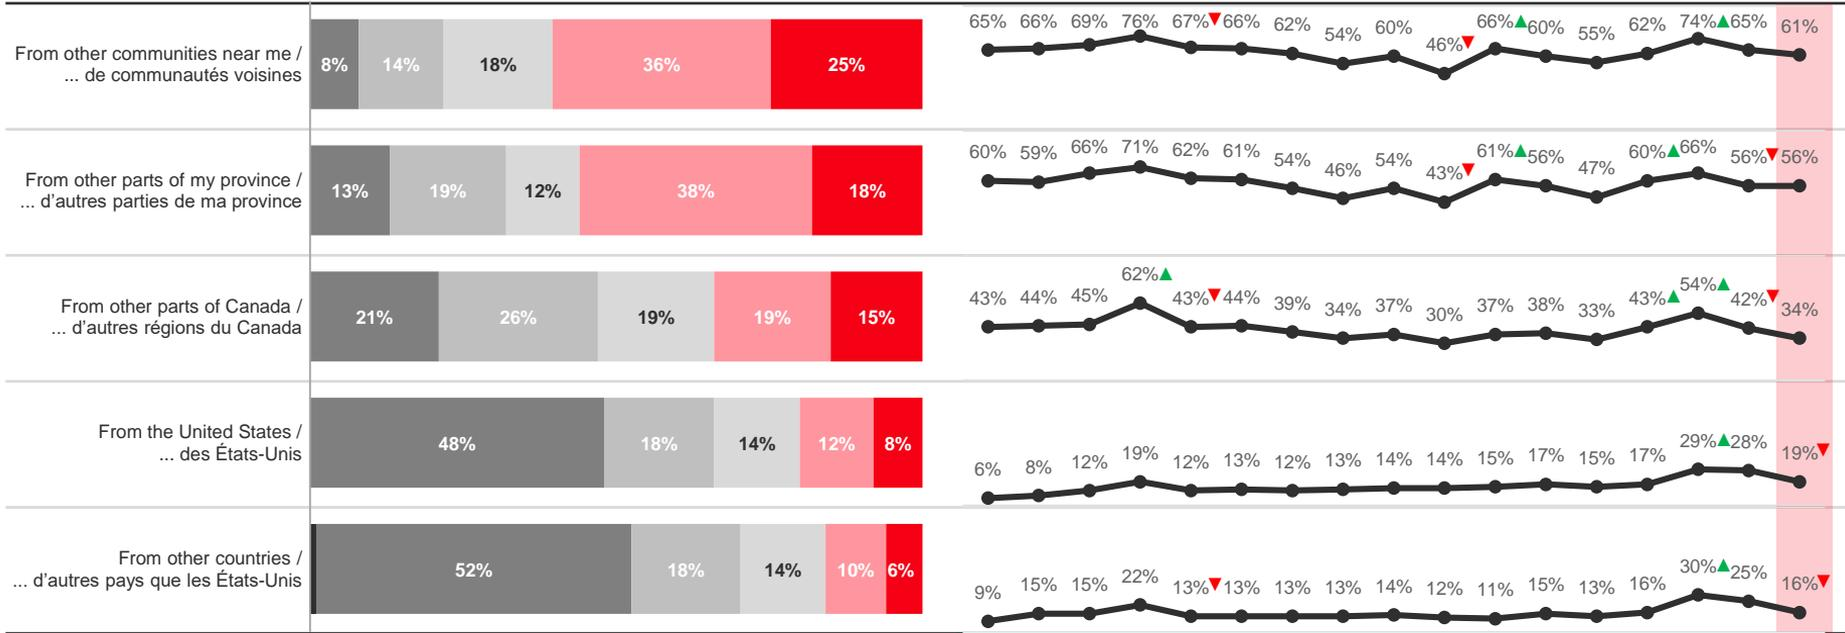 65% 66% 69% 76% 67%▼66% 62% 54% 60% 46%▼ 66%▲60% 55% 62% 74%▲65% 61%
From other communities near me /
... de communautés voisines
8% 14% 18% 36% 25%
60% 59% 66% 71% 62% 61% 54% 46% 54% 43%▼ 61%▲56% 47% 60%▲66% 56%▼56%
From other parts of my province /
... d'autres parties de ma province
13% 19% 12% 38% 18%
43% 44% 45% 62%▲ 43%▼44% 39% 34% 37% 30% 37% 38% 33% 43%▲54%▲ 42%▼34%
From other parts of Canada /
... d'autres régions du Canada
21% 26% 19% 19% 15%
From the United States /
... des États-Unis
48% 18% 14% 12% 8%
6% 8% 12% 19% 12% 13% 12% 13% 14% 14% 15% 17% 15% 17% 29%▲28% 19%▼
From other countries /
... d'autres pays que les États-Unis
52% 18% 14% 10% 6%
9% 15% 15% 22% 13%▼13% 13% 13% 14% 12% 11% 15% 13% 16% 30%▲25% 16%▼